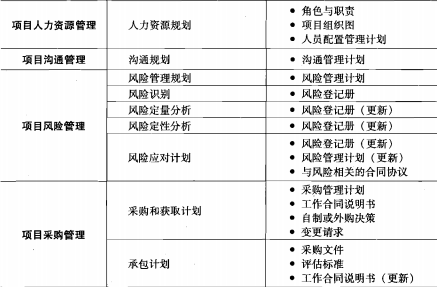 项目人力资源管理
人力资源规划
• 角色与职责
• 项目组织图
• 人员配置管理计划
项目沟通管理
沟通规划
• 沟通管理计划
项目风险管理
风险管理规划
• 风险管理计划
风险识别
• 风险登记册
风险定量分析
• 风险登记册（更新）
风险定性分析
• 风险登记册（更新）
风险应对计划
• 风险登记册（更新）
• 风险管理计划（更新）
• 与风险相关的合同协议
项目采购管理
采购和获取计划
• 采购管理计划
• 工作合同说明书
• 自制或外购决策
• 变更请求
承包计划
• 采购文件
• 评估标准
• 工作合同说明书（更新）